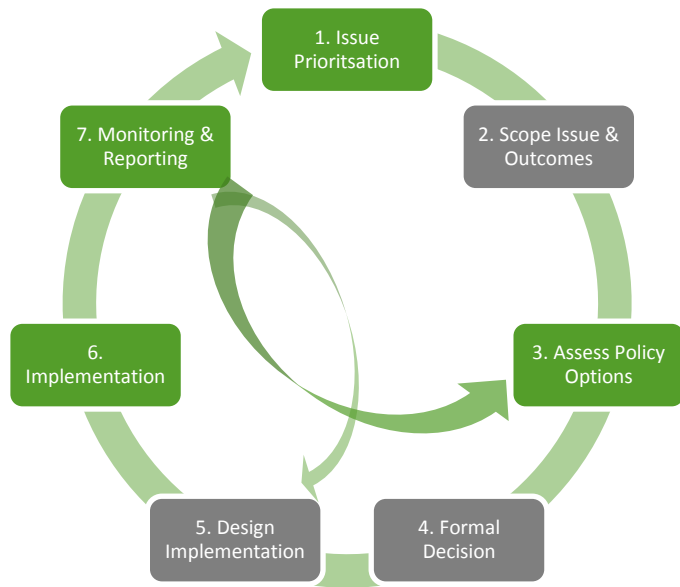 1. Issue
Prioritsation
2. Scope Issue &
Outcomes
3. Assess Policy
Options
4. Formal
Decision
5. Design
Implementation
6.
Implementation
7. Monitoring &
Reporting